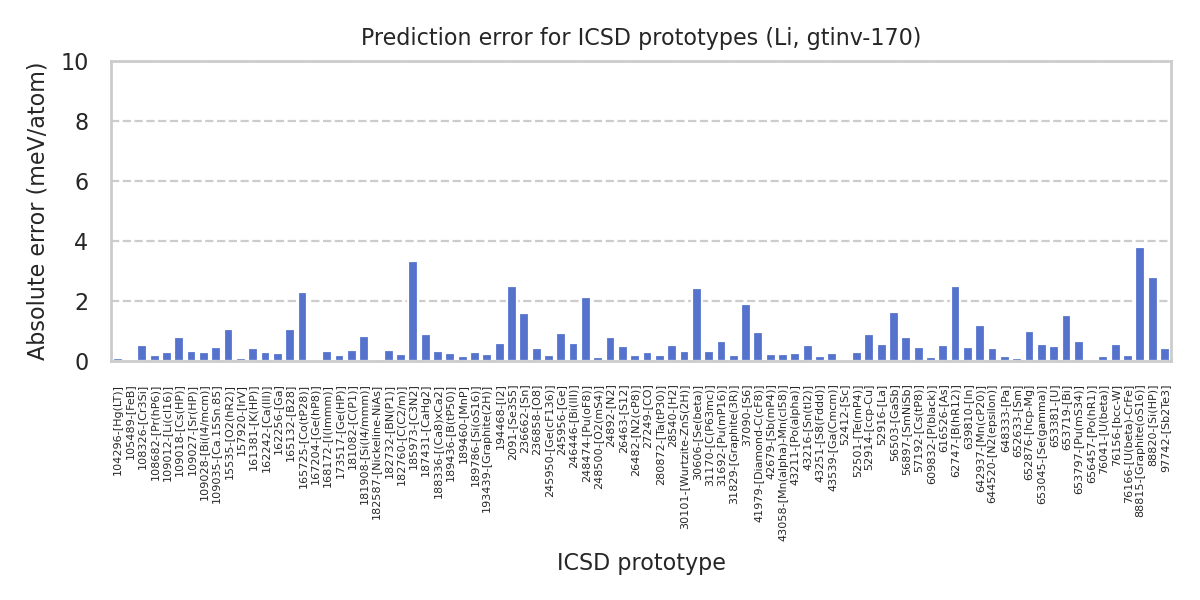 Prediction error for ICSD prototypes (Li, gtinv-170)
Absolute error (meV/atom)
10
8
6
4
2
0
104296-[Hg(LT)]
105489-[FeB]
108326-[Cr3Si]
108682-[Pr(hP6)]
109012-[Li(cI16)]
109018-[Cs(HP)]
109027-[Sr(HP)]
109028-[Bi(I4/mcm)]
109035-[Ca.15Sn.85]
15535-[O2(hR2)]
157920-[IrV]
161381-[K(HP)]
162242-[Ca(III)]
162256-[Ga]
165132-[B28]
165725-[Co(tP28)]
167204-[Ge(hP8)]
168172-[I(Immm)]
173517-[Ge(HP)]
181082-[C(P1)]
181908-[Si(I4/mmm)]
182587-[Nickeline-NiAs]
182732-[BN(P1)]
182760-[C(C2/m)]
185973-[C3N2]
187431-[CaHg2]
188336-[(Ca8)xCa2]
189436-[B(tP50)]
189460-[MnP]
189786-[Si(oS16)]
193439-[Graphite(2H)]
194468-[I2]
2091-[Se3S5]
236662-[Sn]
236858-[O8]
245950-[Ge(cF136)]
245956-[Ge]
246446-[Bi(III)]
248474-[Pu(oF8)]
248500-[O2(mS4)]
24892-[N2]
26463-[S12]
26482-[N2(cP8)]
272749-[CO]
280872-[Ta(tP30)]
28540-[H2]
30101-[Wurtzite-ZnS(2H)]
30606-[Se(beta)]
31170-[C(P63mc)]
31692-[Pu(mP16)]
31829-[Graphite(3R)]
37090-[S6]
41979-[Diamond-C(cF8)]
42679-[Sb(mP4)]
43058-[Mn(alpha)-Mn(cI58)]
43211-[Po(alpha)]
43216-[Sn(tI2)]
43251-[S8(Fddd)]
43539-[Ga(Cmcm)]
52412-[Sc]
52501-[Te(mP4)]
52914-[fcc-Cu]
52916-[La]
56503-[GaSb]
56897-[SmNiSb]
57192-[Cs(tP8)]
609832-[P(black)]
616526-[As]
62747-[B(hR12)]
639810-[In]
642937-[Mn(cP20)]
644520-[N2(epsilon)]
648333-[Pa]
652633-[Sm]
652876-[hcp-Mg]
653045-[Se(gamma)]
653381-[U]
653719-[Bi]
653797-[Pu(mS34)]
656457-[Po(hR1)]
76041-[U(beta)]
76156-[bcc-W]
76166-[U(beta)-CrFe]
88815-[Graphite(oS16)]
88820-[Si(HP)]
97742-[Sb2Te3]
ICSD prototype